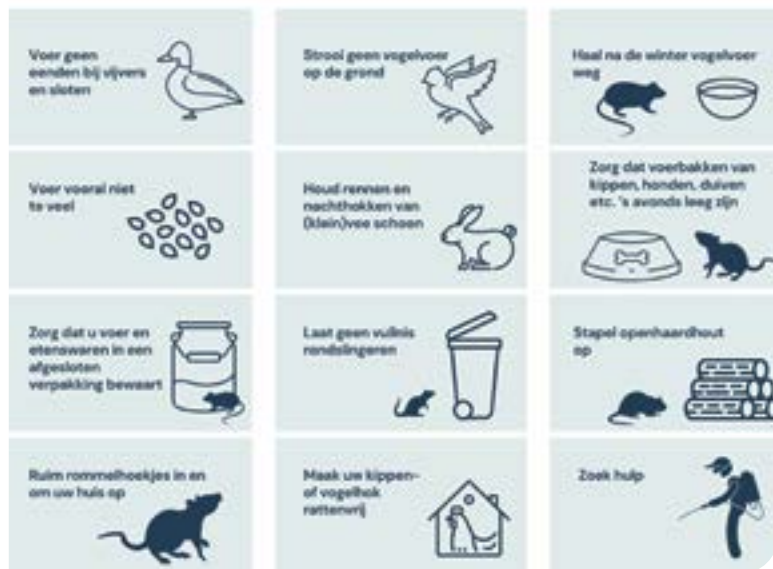 Voer geen
eenden bij vijvers
en sloten
Strooi geen vogelvoer
op de grond
Haal na de winter vogelvoer
weg
Voer vooral niet
te veel
Houd rennen en
nachthokken van
(klein)vee schoon
Zorg dat voerbakken van
kippen, honden, duiven
etc. 's avonds leeg zijn
Zorg dat u voer en
etenswaren in een
afgesloten
verpakking bewaart
Laat geen vuilnis
rondslingeren
Stapel openhaardhout
op
Ruim rommelhoekjes in en
om uw huis op
Maak uw kippen-
of vogelhok
rattenvrij
Zoek hulp